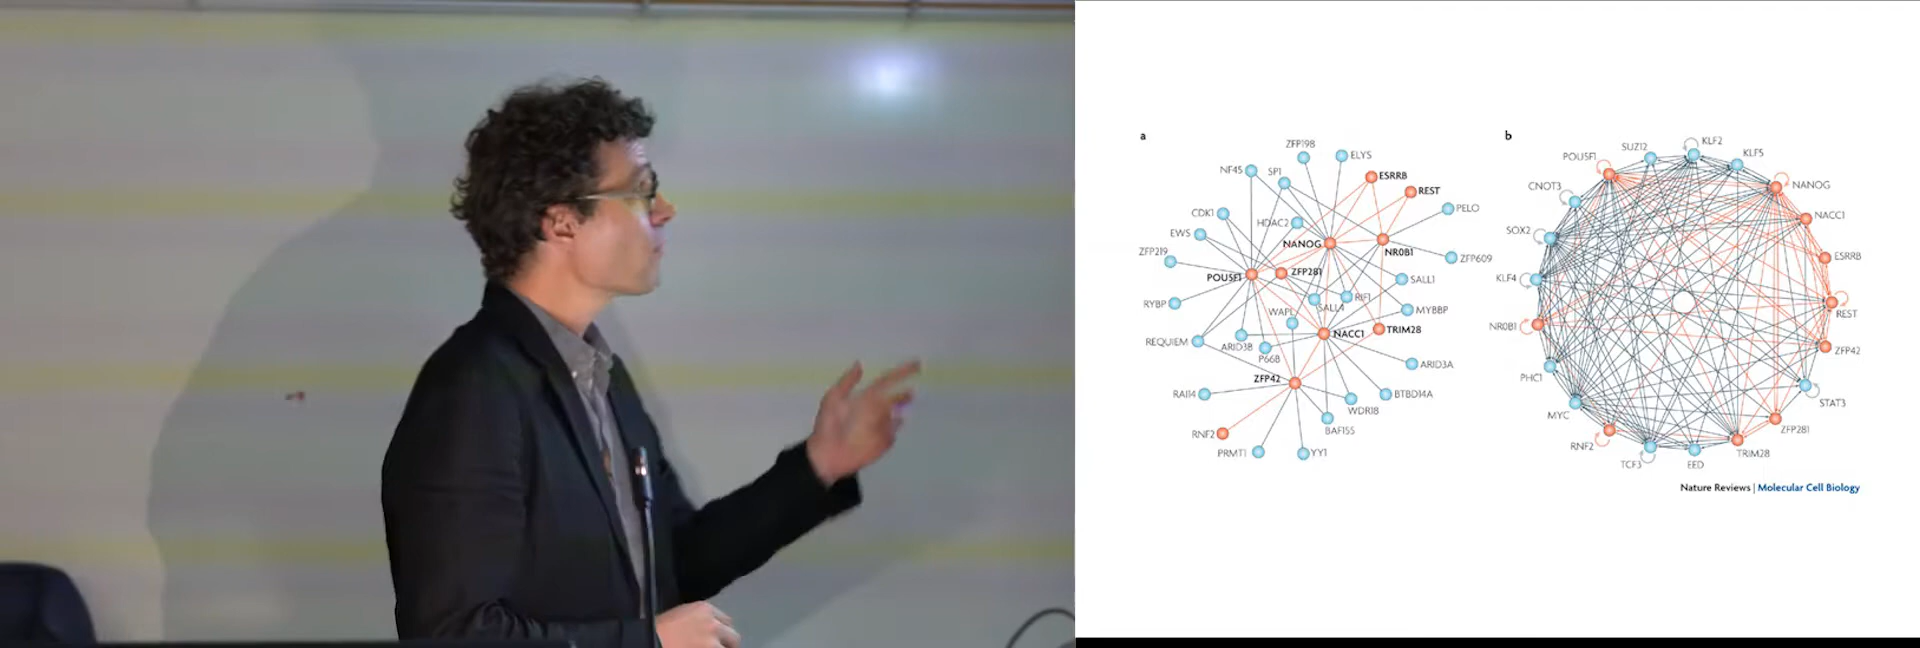 a
ZFP198
ELYS
NF45
SP1
ESRRB
REST
CDK1
HDAC2
PELO
EWS
NANOG
NR0B1
ZFP219
ZFP281
ZFP609
POU5F1
SALL1
RYBP
SALL4
RIF1
WAPL
MYBBP
REQUIEM
ARID3B
NACC1
TRIM28
P66B
ARID3A
ZFP42
RAI14
BTBD14A
WDR18
RNF2
BAF155
PRMT1
YY1
b
SUZ12
KLF2
KLF5
POU5F1
NANOG
CNOT3
NACC1
SOX2
ESRRB
KLF4
REST
NR0B1
ZFP42
PHC1
STAT3
MYC
ZFP281
RNF2
TRIM28
TCF3
EED
Nature Reviews | Molecular Cell Biology